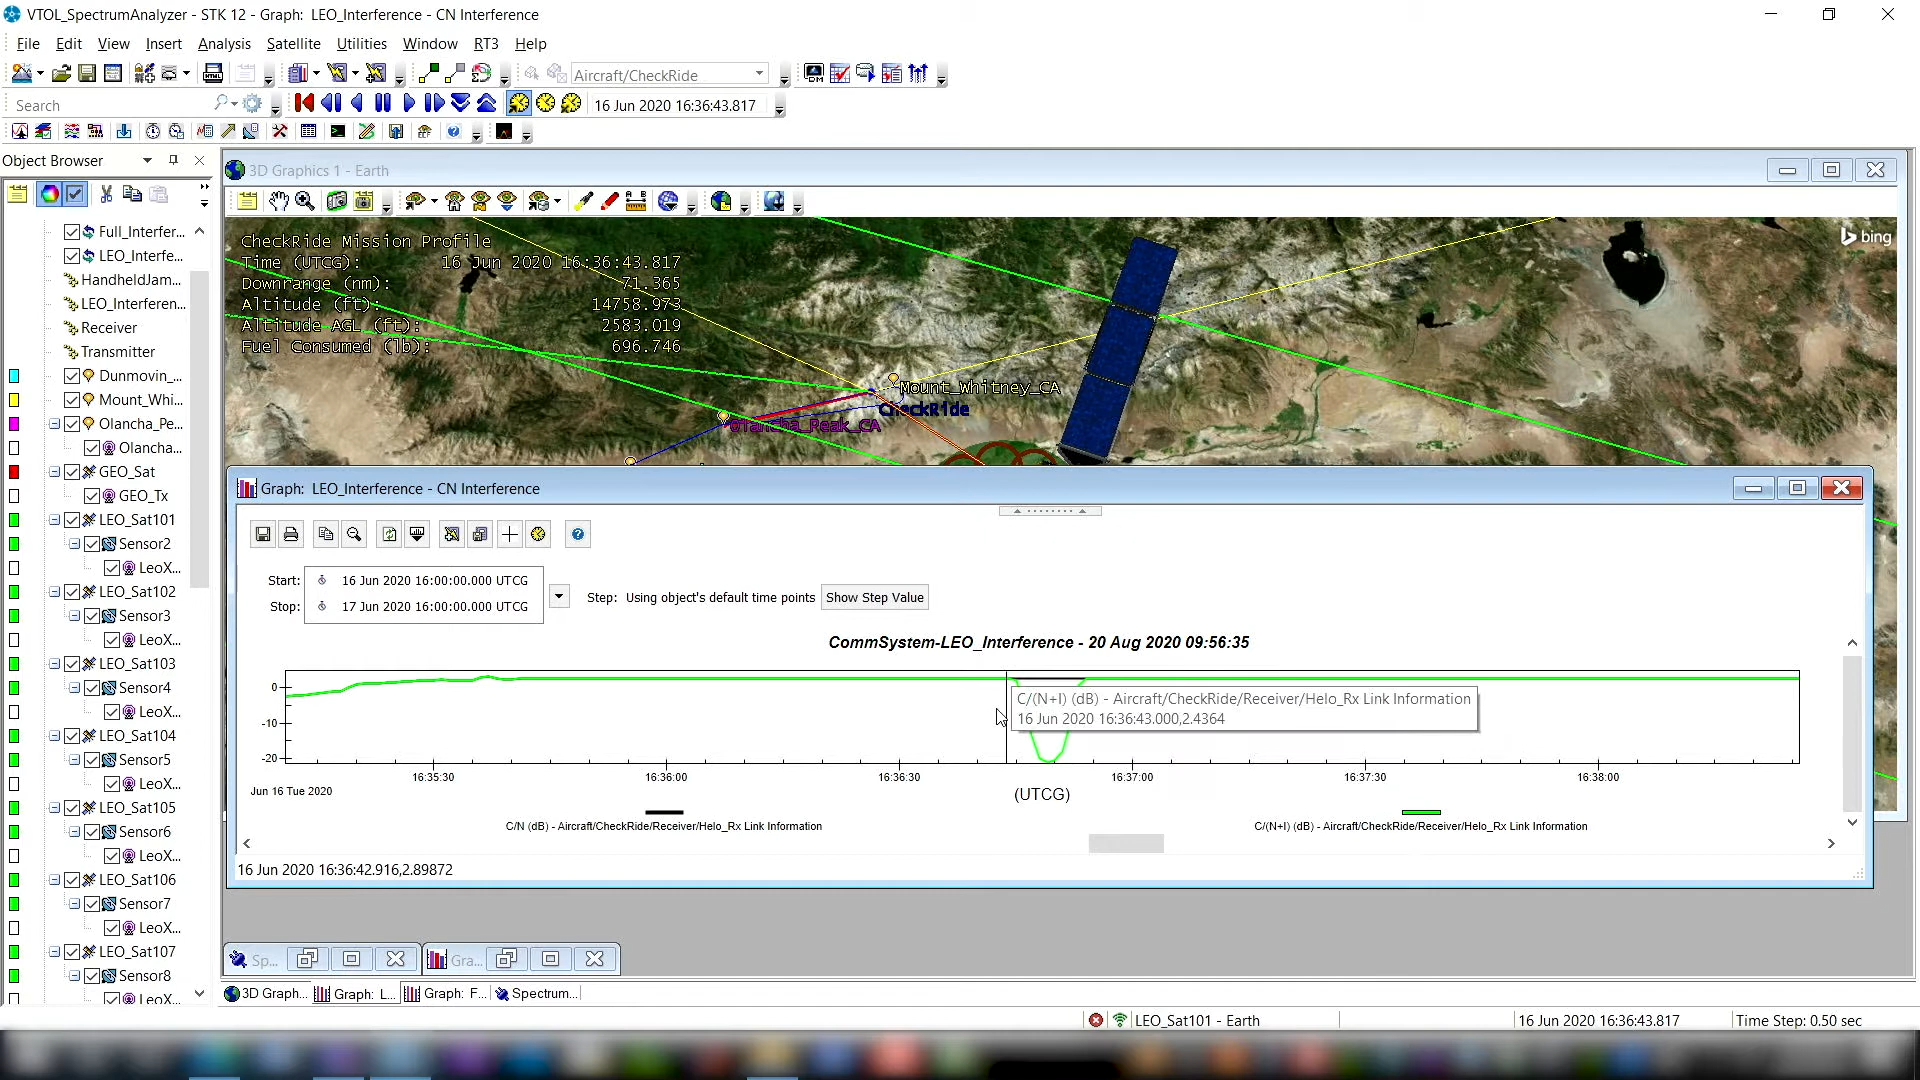 VTOL_SpectrumAnalyzer - STK 12 - Graph:  LEO_Interference - CN Interference
File Edit View Insert Analysis Satellite Utilities Window RT3 Help
Aircraft/CheckRide
Search
16 Jun 2020 16:36:43.817
Object Browser
Full_Interfer...
LEO_Interfe...
HandheldJam...
LEO_Interferen...
Receiver
Transmitter
Dunmovin_...
Mount_Whi...
Olancha_Pe...
Olancha...
GEO_Sat
GEO_Tx
LEO_Sat101
Sensor2
LeoX...
LEO_Sat102
Sensor3
LeoX...
LEO_Sat103
Sensor4
LeoX...
LEO_Sat104
Sensor5
LeoX...
LEO_Sat105
Sensor6
LeoX...
LEO_Sat106
Sensor7
LeoX...
LEO_Sat107
Sensor8
LeoX...
3D Graphics 1 - Earth
CheckRide Mission Profile
Time (UTCG): 16 Jun 2020 16:36:43.817
Downrange (nm): 71.365
Altitude (ft): 14758.973
Altitude AGL (ft): 2583.019
Fuel Consumed (lb): 696.746
bing
Mount_Whitney_CA
CheckRide
Olancha_Peak_CA
Graph:  LEO_Interference - CN Interference
Start: 16 Jun 2020 16:00:00.000 UTCG
Stop: 17 Jun 2020 16:00:00.000 UTCG
Step: Using object's default time points Show Step Value
CommSystem-LEO_Interference - 20 Aug 2020 09:56:35
0
-10
-20
C/(N+I) (dB) - Aircraft/CheckRide/Receiver/Helo_Rx Link Information
16 Jun 2020 16:36:43.000,2.4364
16:35:30 16:36:00 16:36:30 16:37:00 16:37:30 16:38:00
Jun 16 Tue 2020
(UTCG)
C/N (dB) - Aircraft/CheckRide/Receiver/Helo_Rx Link Information
C/(N+I) (dB) - Aircraft/CheckRide/Receiver/Helo_Rx Link Information
16 Jun 2020 16:36:42.916,2.89872
Sp... Gra...
3D Graph... Graph: L... Graph: F... Spectrum...
LEO_Sat101 - Earth 16 Jun 2020 16:36:43.817 Time Step: 0.50 sec